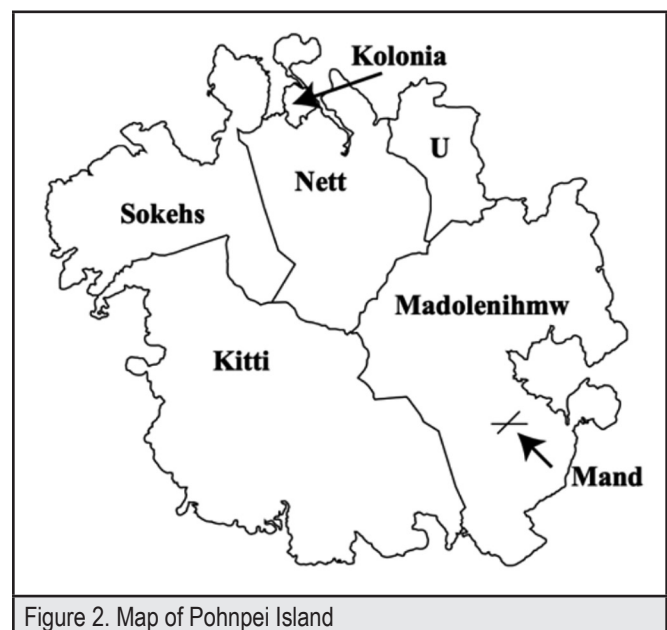 Kolonia
U
Nett
Sokehs
Madolenihmw
Kitti
Mand
Figure 2. Map of Pohnpei Island